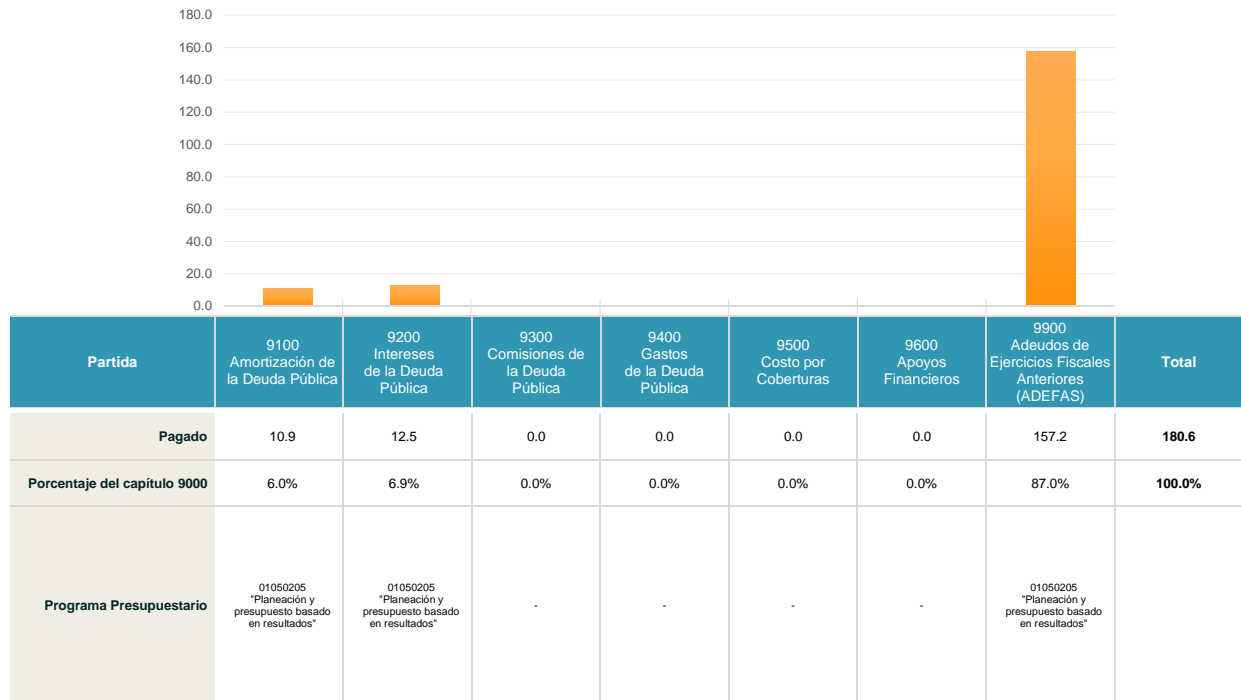 180.0
160.0
140.0
120.0
100.0
80.0
60.0
40.0
20.0
0.0
Partida
9100
Amortización de
la Deuda Pública
9200
Intereses
de la Deuda
Pública
9300
Comisiones de
la Deuda
Pública
9400
Gastos
de la Deuda
Pública
9500
Costo por
Coberturas
9600
Apoyos
Financieros
9900
Adeudos de
Ejercicios Fiscales
Anteriores
(ADEFAS)
Total
Pagado 10.9 12.5 0.0 0.0 0.0 0.0 157.2 180.6
Porcentaje del capítulo 9000 6.0% 6.9% 0.0% 0.0% 0.0% 0.0% 87.0% 100.0%
Programa Presupuestario
01050205
"Planeación y
presupuesto basado
en resultados"
01050205
"Planeación y
presupuesto basado
en resultados"
-
-
-
-
01050205
"Planeación y
presupuesto basado
en resultados"